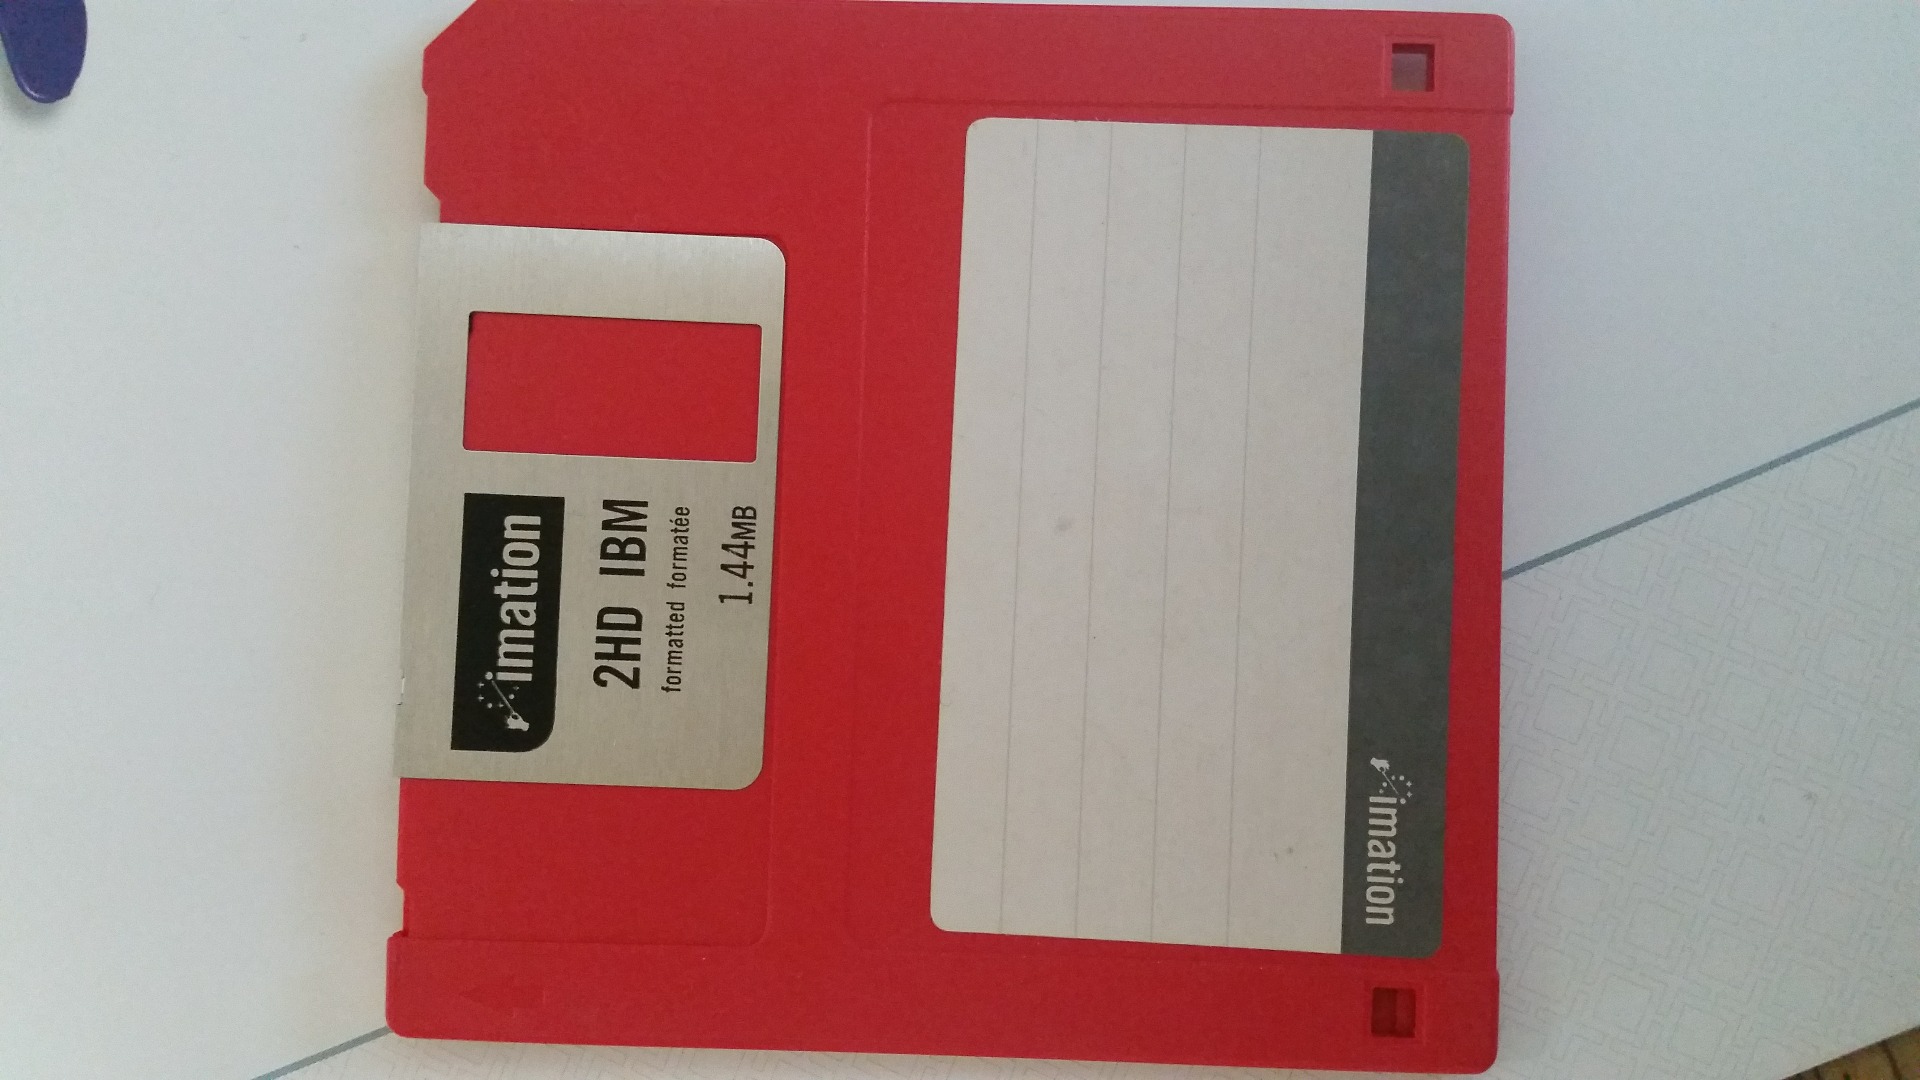 imation
2HD IBM
formatted formatée
1.44MB
imation